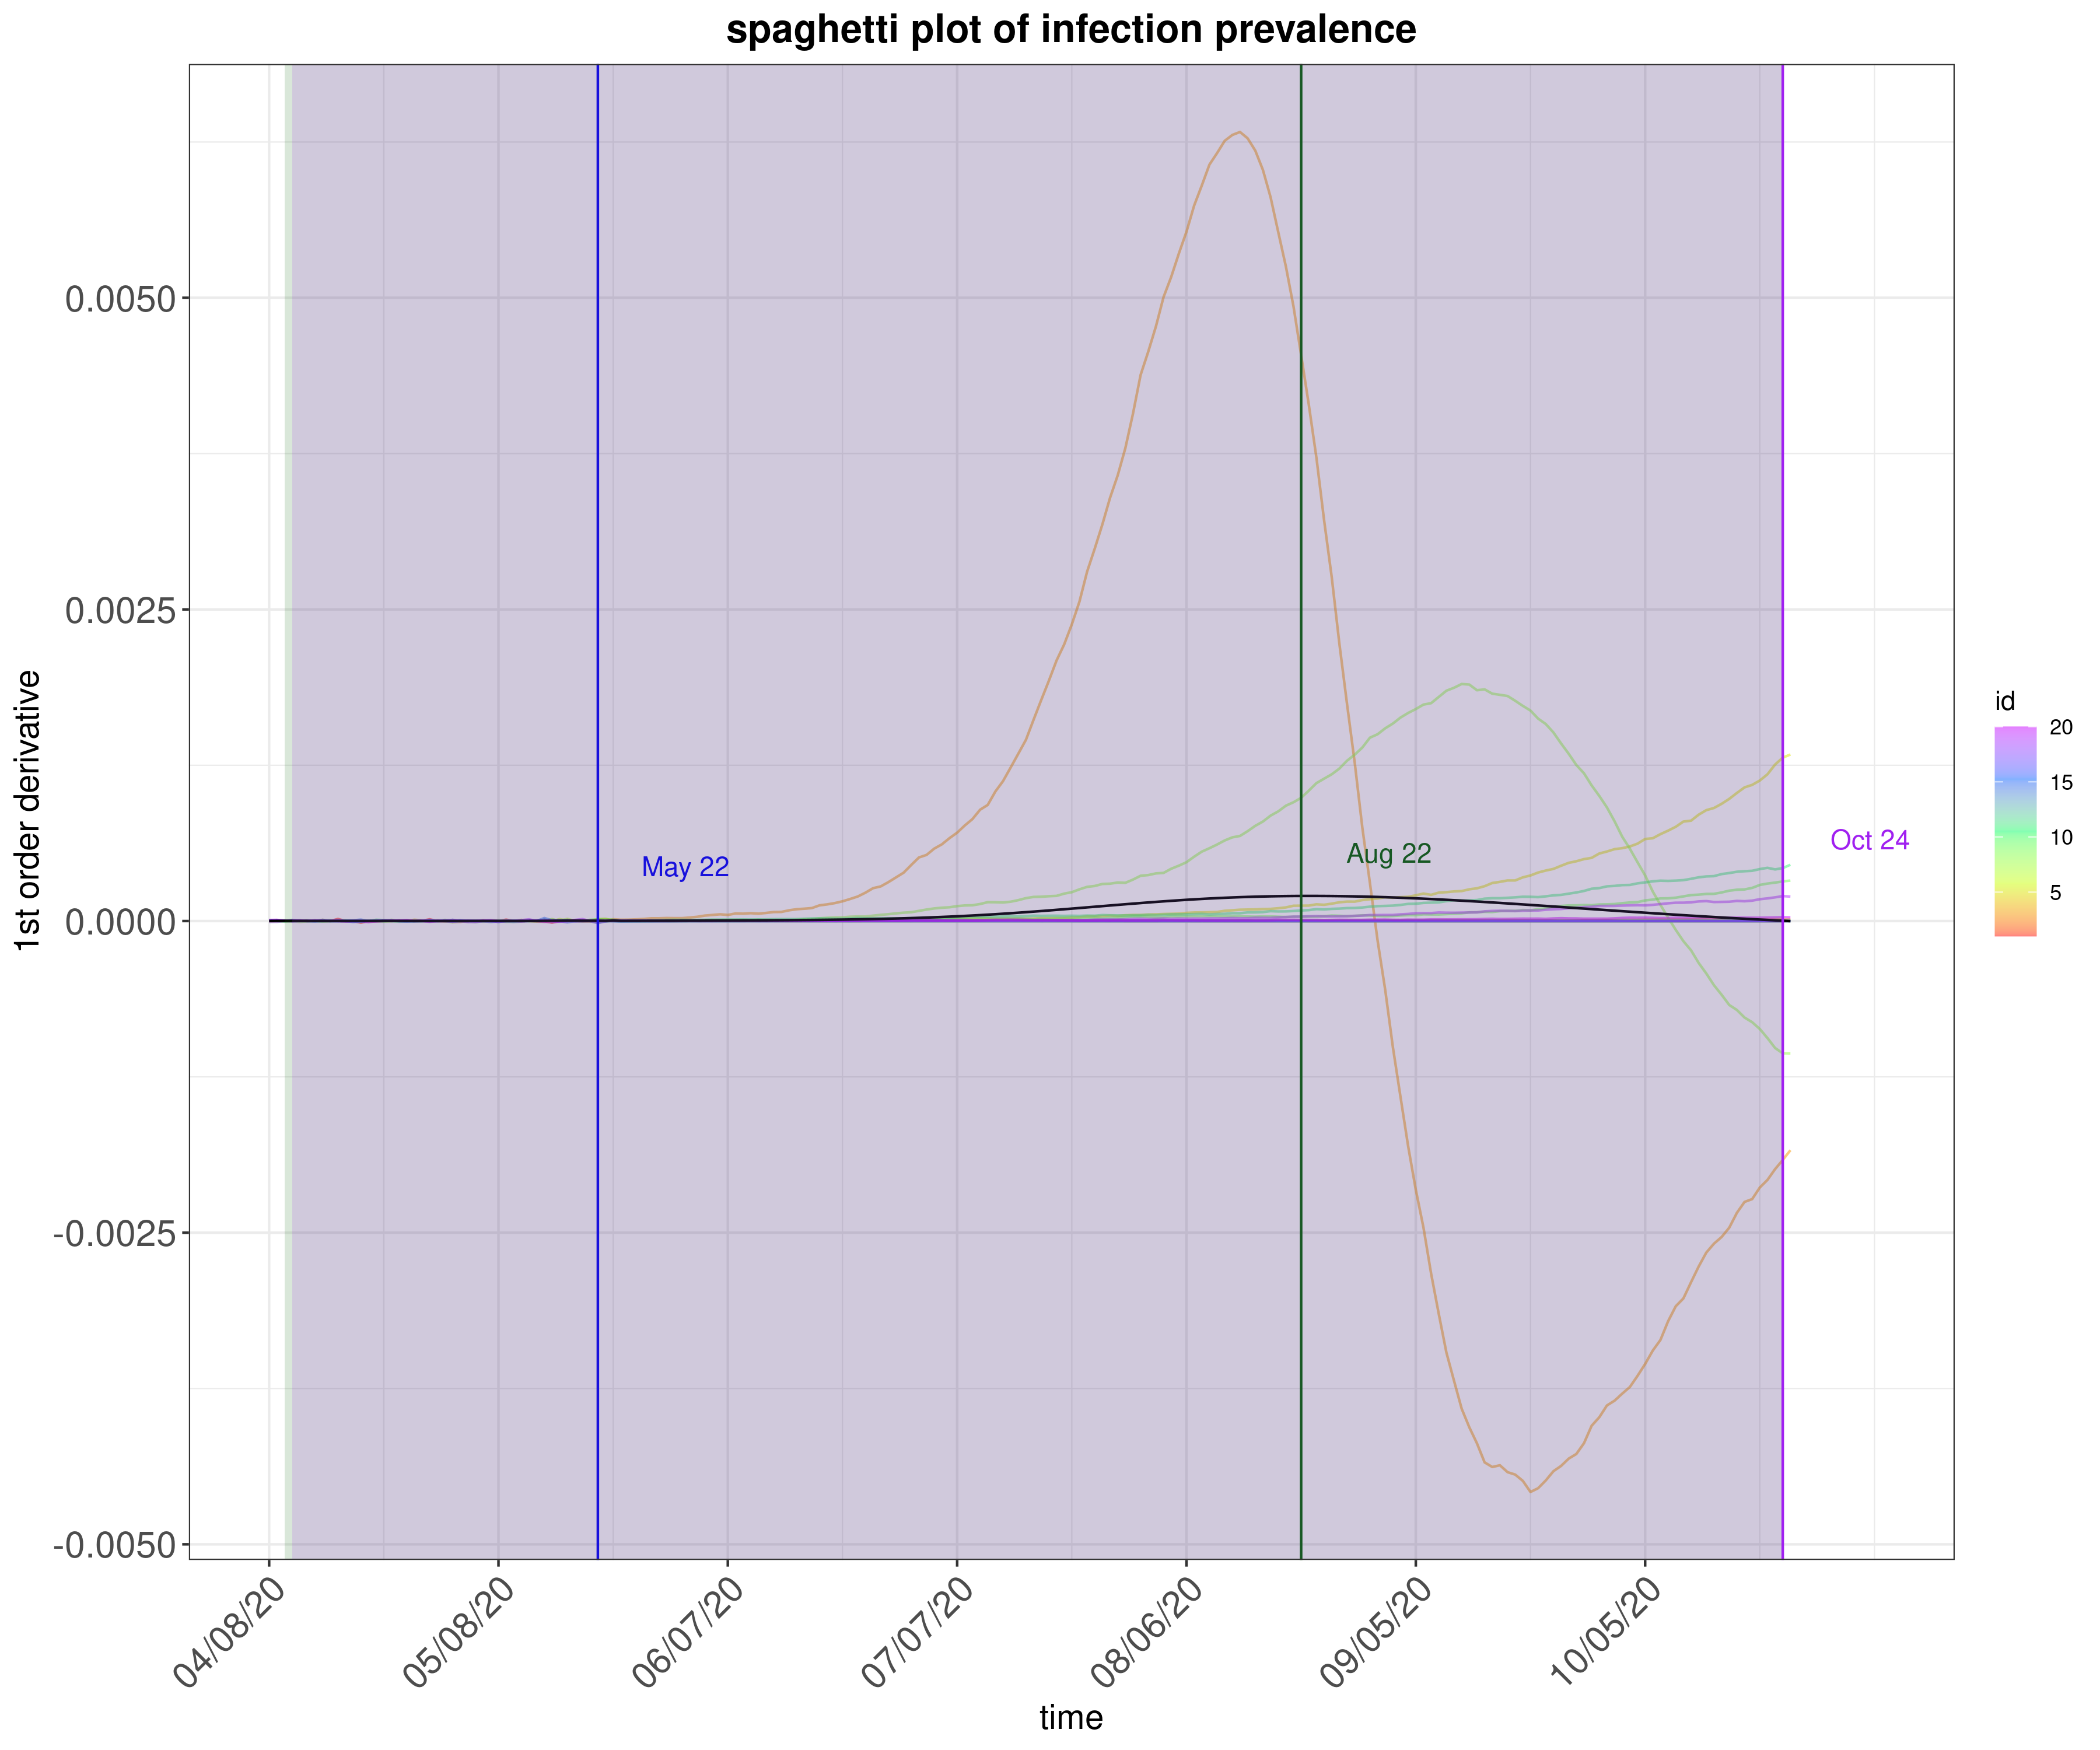 spaghetti plot of infection prevalence
1st order derivative
0.0050
0.0025
0.0000
-0.0025
-0.0050
May 22
Aug 22
Oct 24
id
20
15
10
5
04/08/20
05/08/20
06/07/20
07/07/20
08/06/20
09/05/20
10/05/20
time